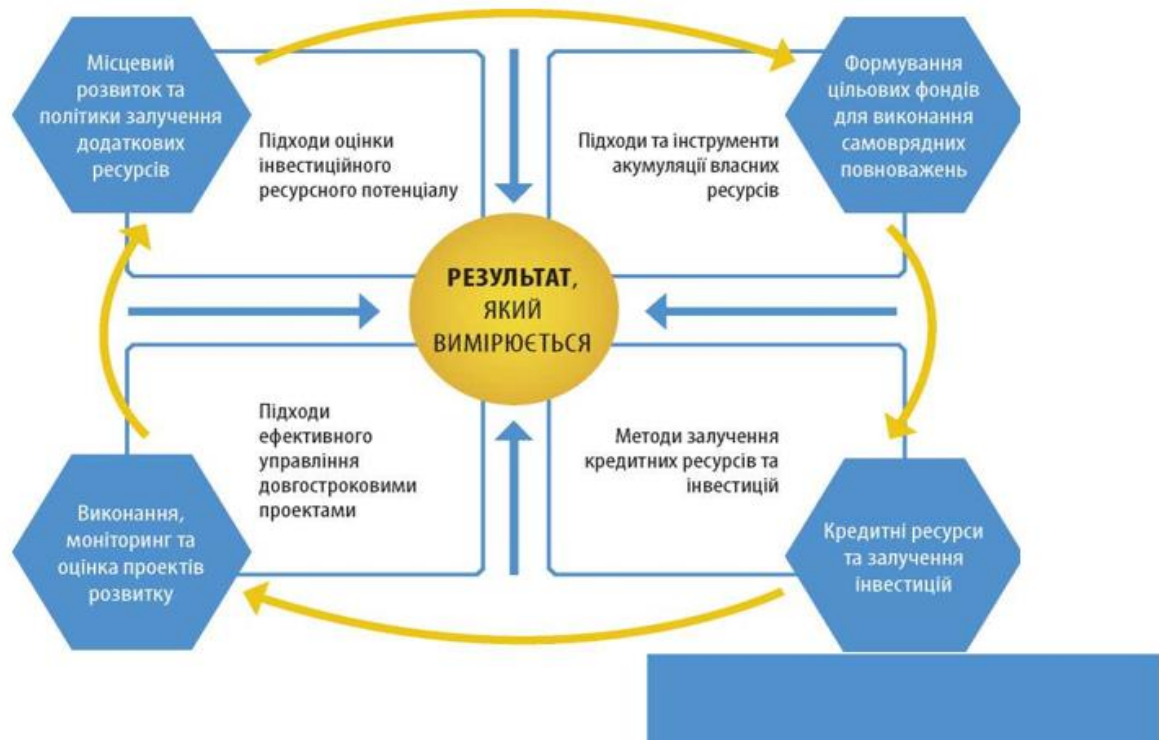 Місцевий
розвиток та
політики залучення
додаткових
ресурсів
Підходи оцінки
інвестиційного
ресурсного потенціалу
Підходи та інструменти
акумуляції власних
ресурсів
Формування
цільових фондів
для виконання
самоврядних
повноважень
РЕЗУЛЬТАТ,
ЯКИЙ
ВИМІРЮЄТЬСЯ
Виконання,
моніторинг та
оцінка проектів
розвитку
Підходи
ефективного
управління
довгостроковими
проектами
Методи залучення
кредитних ресурсів та
інвестицій
Кредитні ресурси
та залучення
інвестицій